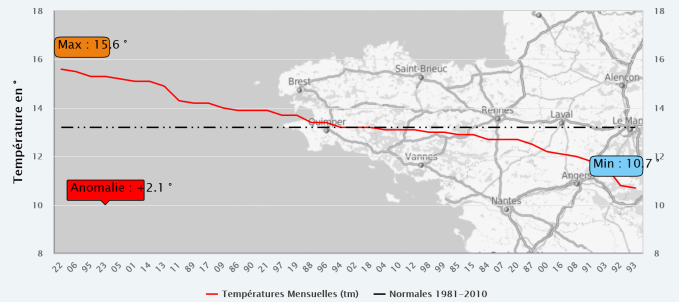 18
18
Max : 15.6 °
16
16
Saint-Brieuc
Brest
Alençon
14
14
Quimper
Rennes
Laval
Le Man
Vannes
12
12
Min : 10.7 °
Angers
Anomalie : +2.1 °
10
10
Nantes
8
8
Température en °
22 06 95 23 05 01 14 13 11 89 17 09 86 90 21 97 19 88 96 94 02 18 04 10 12 98 99 15 84 07 20 87 00 16 08 91 03 92 93
Températures Mensuelles (tm) Normales 1981-2010